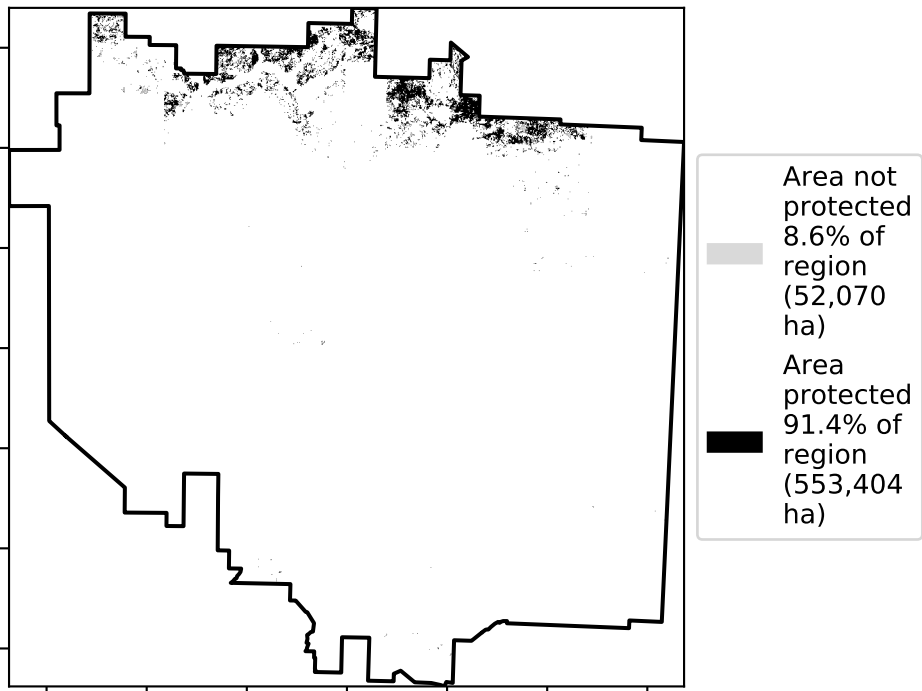 Area not
protected
8.6% of
region
(52,070
ha)
Area
protected
91.4% of
region
(553,404
ha)